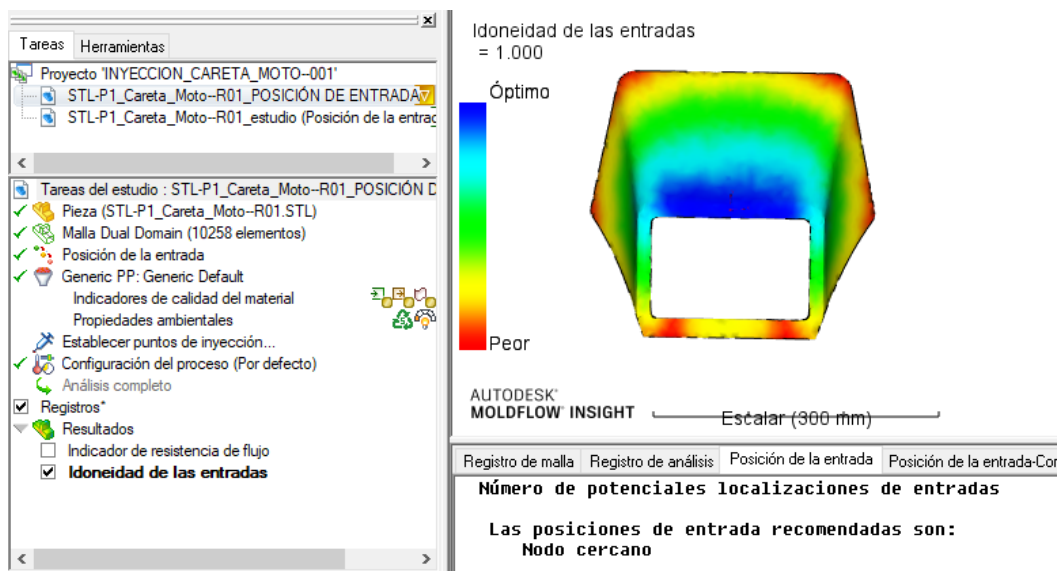 Tareas Herramientas
Proyecto 'INYECCION_CARETA_MOTO--001'
STL-P1_Careta_Moto--R01_POSICIÓN DE ENTRADA
STL-P1_Careta_Moto--R01_estudio (Posición de la entrad
Tareas del estudio : STL-P1_Careta_Moto--R01_POSICIÓN D
Pieza (STL-P1_Careta_Moto--R01.STL)
Malla Dual Domain (10258 elementos)
Posición de la entrada
Generic PP: Generic Default
Indicadores de calidad del material
Propiedades ambientales
Establecer puntos de inyección...
Configuración del proceso (Por defecto)
Análisis completo
Registros*
Resultados
Indicador de resistencia de flujo
Idoneidad de las entradas
Idoneidad de las entradas
= 1.000
Óptimo
Peor
AUTODESK®
MOLDFLOW® INSIGHT
Escalar (300 mm)
Registro de malla Registro de análisis Posición de la entrada Posición de la entrada-Con
Número de potenciales localizaciones de entradas
Las posiciones de entrada recomendadas son:
Nodo cercano